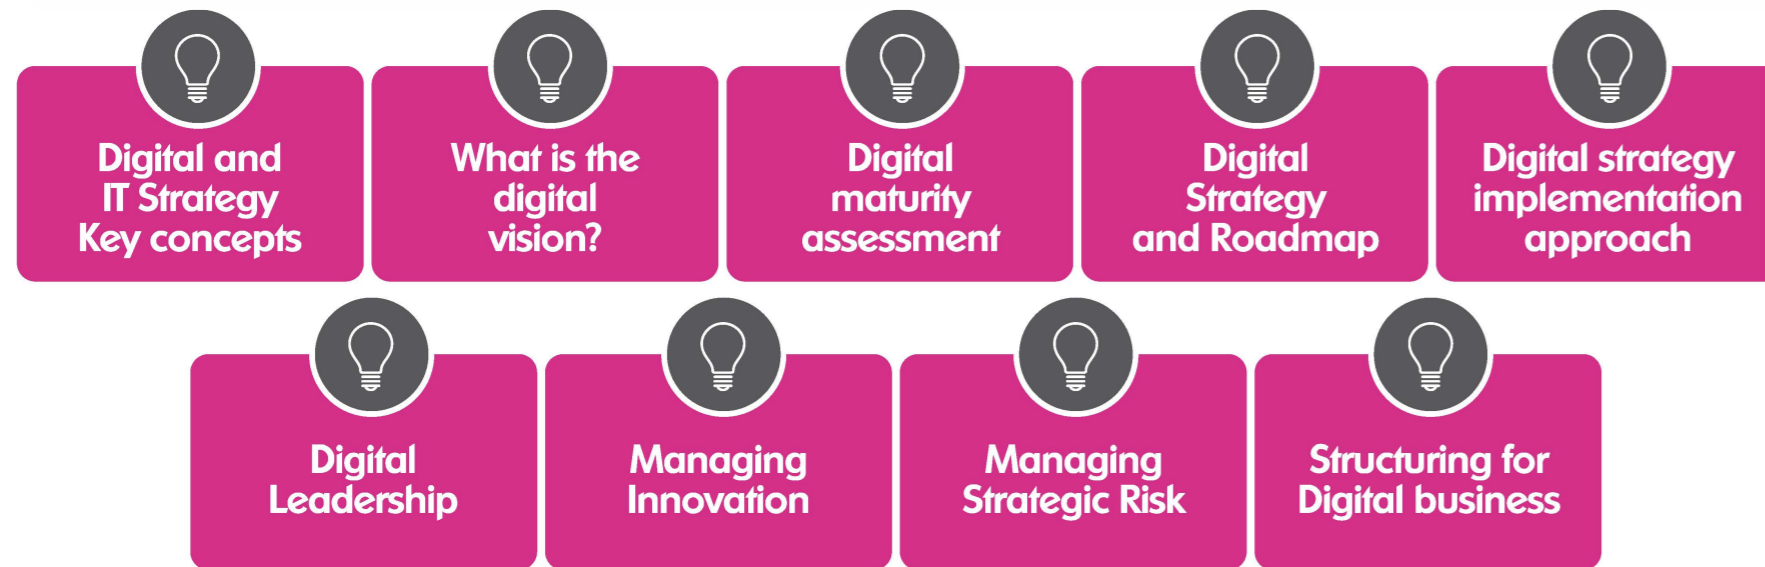 Digital and
IT Strategy
Key concepts
What is the
digital
vision?
Digital
maturity
assessment
Digital
Strategy
and Roadmap
Digital strategy
implementation
approach
Digital
Leadership
Managing
Innovation
Managing
Strategic Risk
Structuring for
Digital business